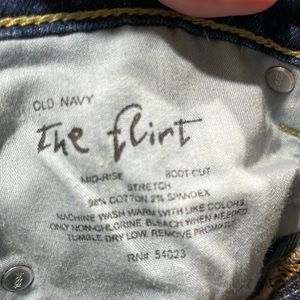 OLD NAVY
the flirt
MID-RISE BOOT-CUT
STRETCH
98% COTTON 2% SPANDEX
MACHINE WASH WARM WITH LIKE COLORS.
ONLY NON-CHLORINE BLEACH WHEN NEEDED
TUMBLE DRY LOW. REMOVE PROMPTLY
RN# 54023